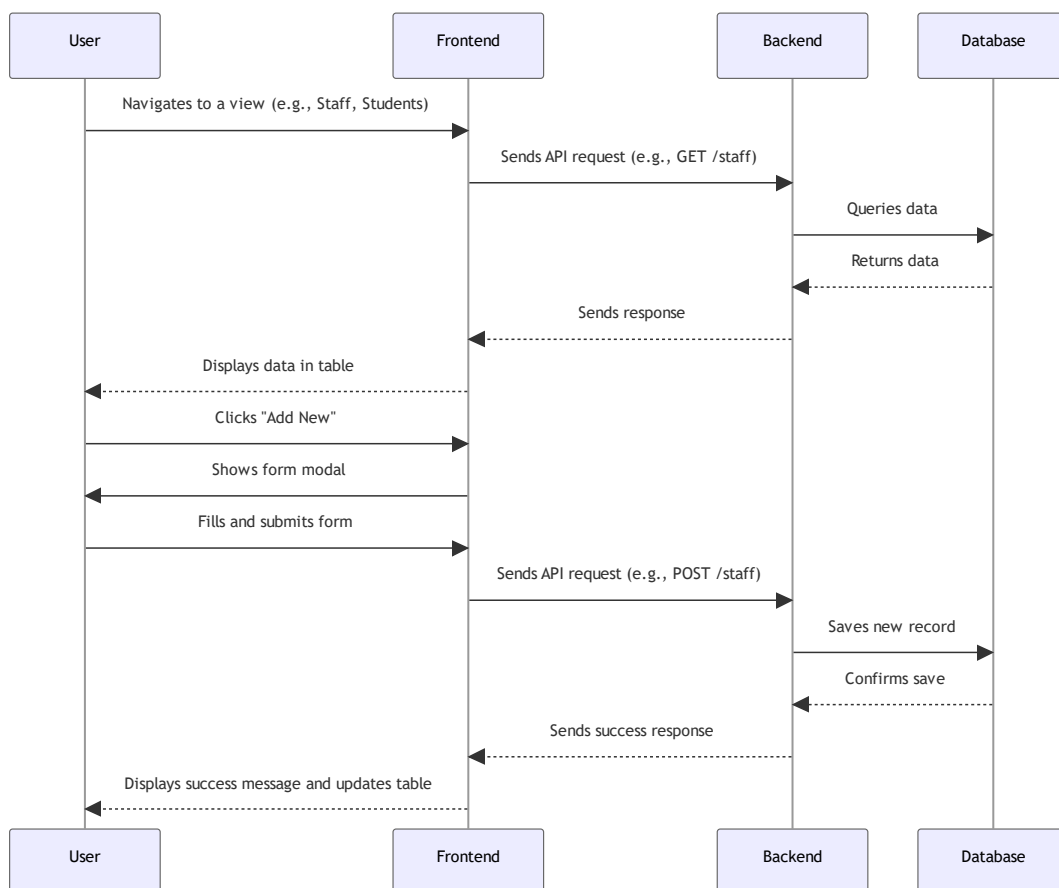 User
Frontend
Backend
Database
Navigates to a view (e.g., Staff, Students)
Sends API request (e.g., GET /staff)
Queries data
Returns data
Sends response
Displays data in table
Clicks "Add New"
Shows form modal
Fills and submits form
Sends API request (e.g., POST /staff)
Saves new record
Confirms save
Sends success response
Displays success message and updates table
User
Frontend
Backend
Database